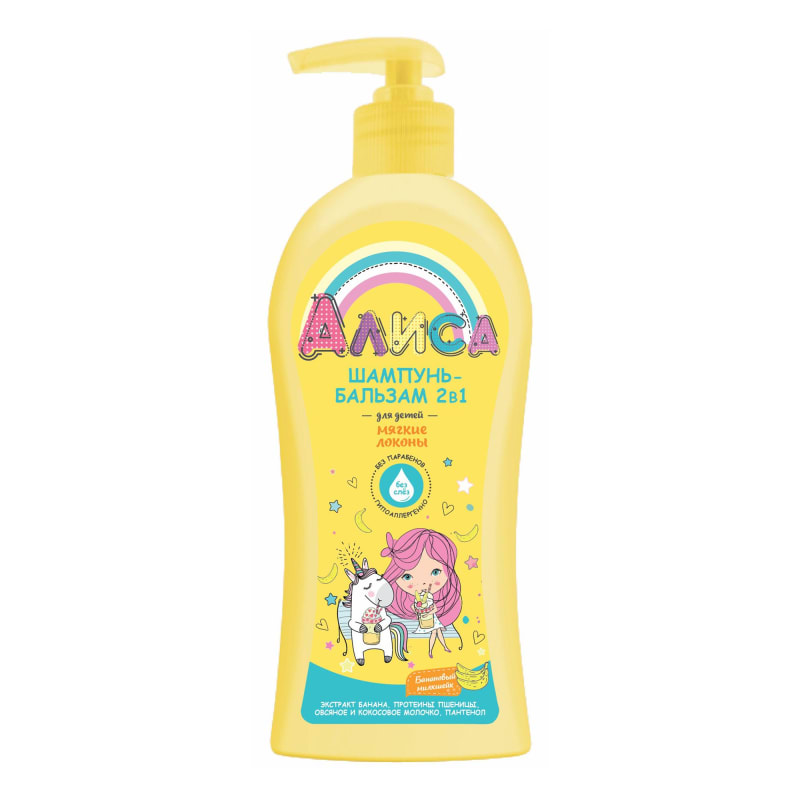 Алиса
ШАМПУНЬ-
БАЛЬЗАМ 2в1
— для детей —
мягкие
локоны
БЕЗ ПАРАБЕНОВ
без
слёз
ГИПОАЛЛЕРГЕННО
Банановый
милкшейк
ЭКСТРАКТ БАНАНА, ПРОТЕИНЫ ПШЕНИЦЫ,
ОВСЯНОЕ И КОКОСОВОЕ МОЛОЧКО, ПАНТЕНОЛ